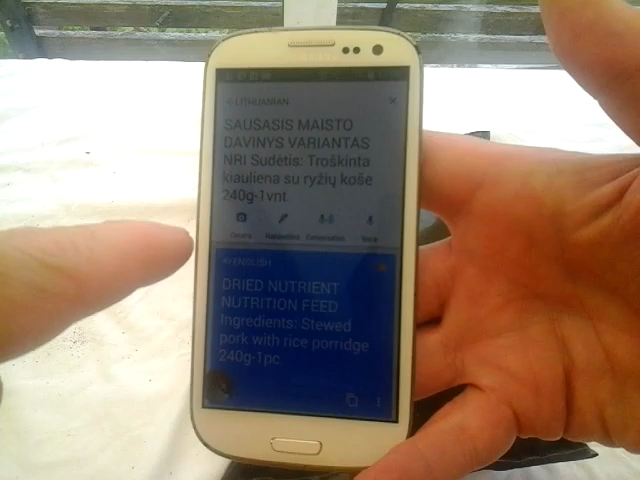 LITHUANIAN
SAUSASIS MAISTO
DAVINYS VARIANTAS
NRI Sudėtis: Troškinta
kiauliena su ryžių koše
240g-1vnt.
Camera Handwriting Conversation Voice
ENGLISH
DRIED NUTRIENT
NUTRITION FEED
Ingredients: Stewed
pork with rice porridge
240g-1pc.